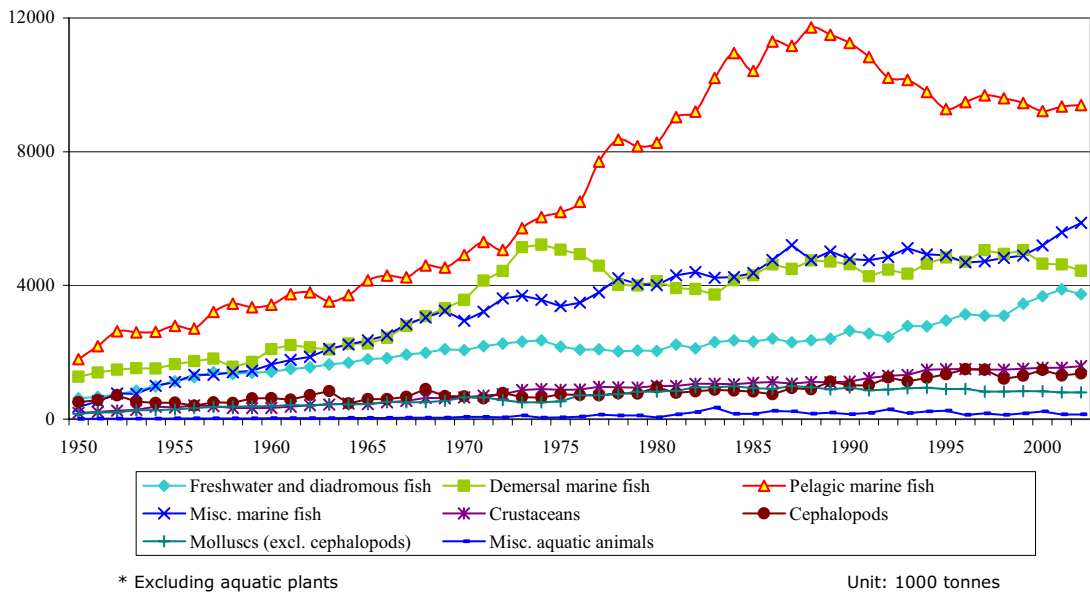 12000
8000
4000
0
1950 1955 1960 1965 1970 1975 1980 1985 1990 1995 2000
Freshwater and diadromous fish Demersal marine fish Pelagic marine fish
Misc. marine fish Crustaceans Cephalopods
Molluscs (excl. cephalopods) Misc. aquatic animals
* Excluding aquatic plants Unit: 1000 tonnes